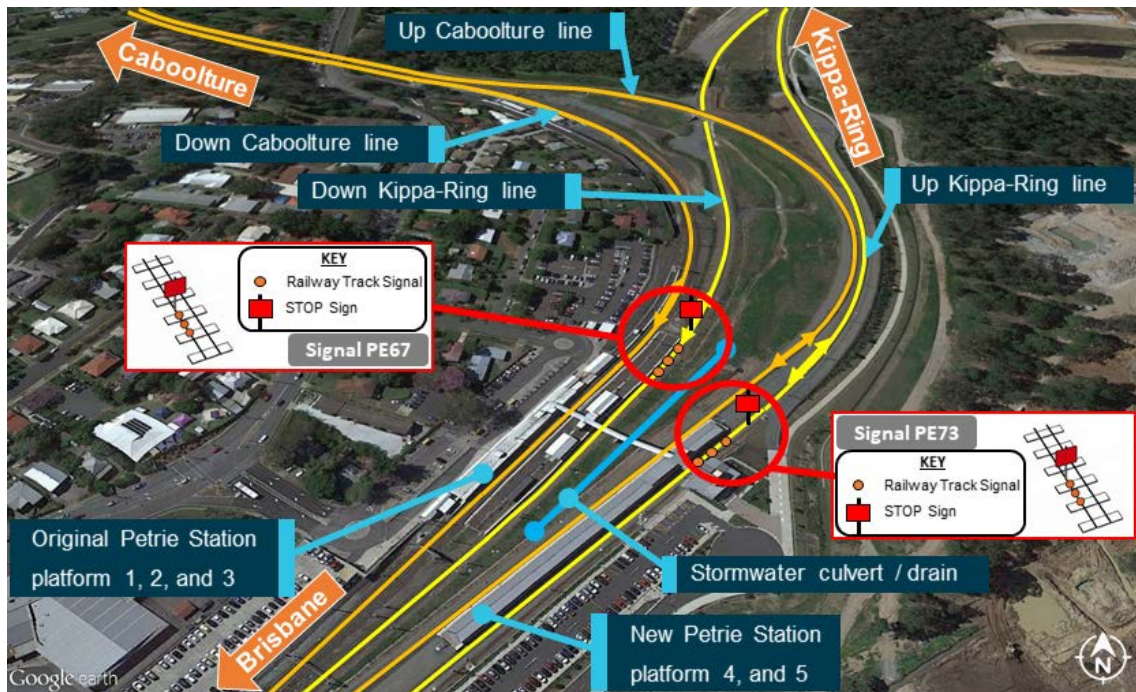 Up Caboolture line
Caboolture
Kippa-Ring
Down Caboolture line
Down Kippa-Ring line
Up Kippa-Ring line
KEY
Railway Track Signal
STOP Sign
Signal PE67
Signal PE73
KEY
Railway Track Signal
STOP Sign
Original Petrie Station
platform 1, 2, and 3
Stormwater culvert / drain
Brisbane
New Petrie Station
platform 4, and 5
Google earth
N